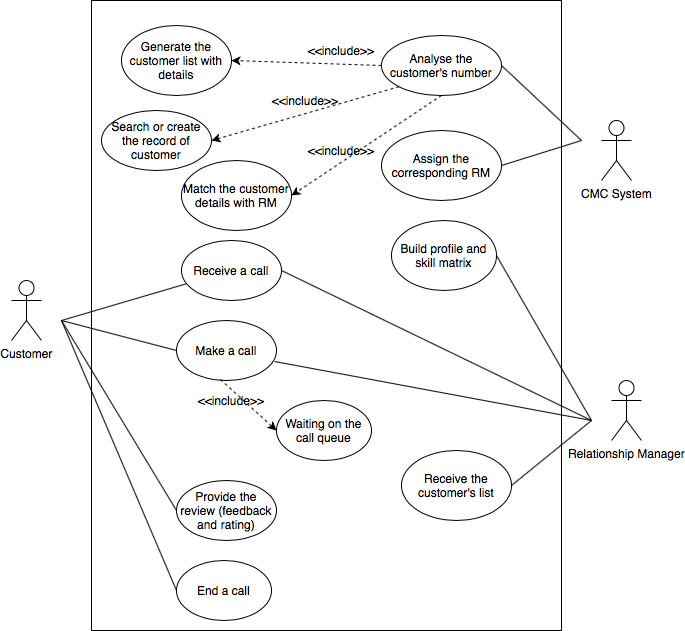 Generate the
customer list with
details
<<include>>
Analyse the
customer's number
<<include>>
Search or create
the record of
customer
<<include>>
Assign the
corresponding RM
CMC System
Match the customer
details with RM
Build profile and
skill matrix
Receive a call
Customer
Make a call
<<include>>
Waiting on the
call queue
Relationship Manager
Receive the
customer's list
Provide the
review (feedback
and rating)
End a call